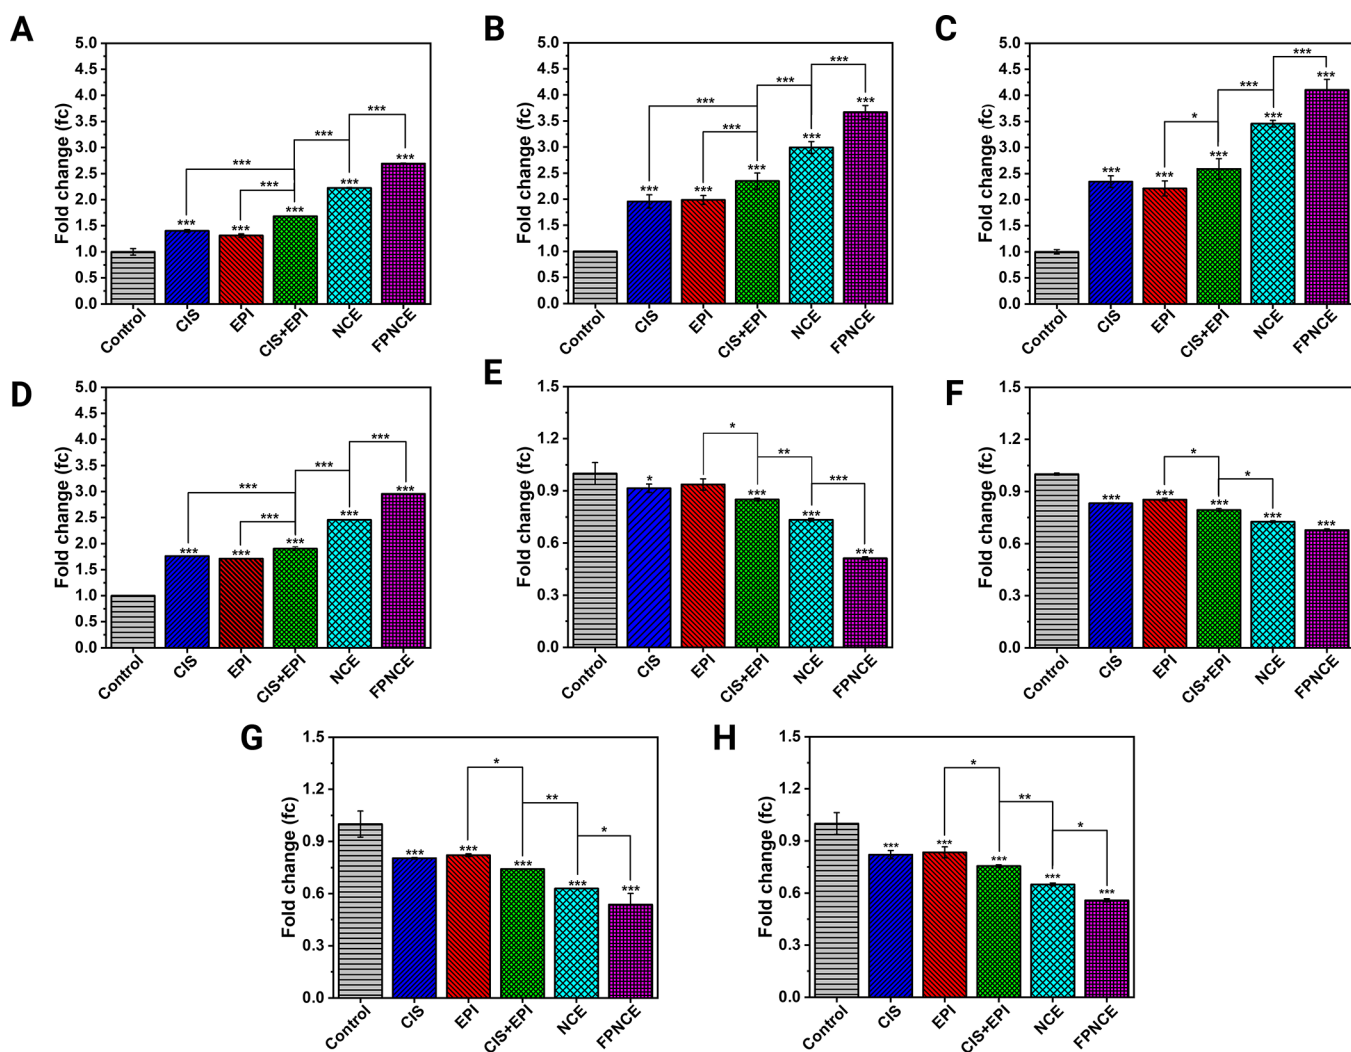 A
Fold change (fc)
5.0
4.5
4.0
3.5
3.0
2.5
2.0
1.5
1.0
0.5
0.0
***
***
***
***
***
***
***
***
***
Control
CIS
EPI
CIS+EPI
NCE
FPNCE
B
Fold change (fc)
5.0
4.5
4.0
3.5
3.0
2.5
2.0
1.5
1.0
0.5
0.0
***
***
***
***
***
***
***
***
***
Control
CIS
EPI
CIS+EPI
NCE
FPNCE
C
Fold change (fc)
5.0
4.5
4.0
3.5
3.0
2.5
2.0
1.5
1.0
0.5
0.0
***
***
***
***
*
***
***
***
Control
CIS
EPI
CIS+EPI
NCE
FPNCE
D
Fold change (fc)
5.0
4.5
4.0
3.5
3.0
2.5
2.0
1.5
1.0
0.5
0.0
***
***
***
***
***
***
***
***
***
Control
CIS
EPI
CIS+EPI
NCE
FPNCE
E
Fold change (fc)
1.5
1.2
0.9
0.6
0.3
0.0
*
**
***
*
***
***
***
Control
CIS
EPI
CIS+EPI
NCE
FPNCE
F
Fold change (fc)
1.5
1.2
0.9
0.6
0.3
0.0
*
*
***
***
***
***
***
Control
CIS
EPI
CIS+EPI
NCE
FPNCE
G
Fold change (fc)
1.5
1.2
0.9
0.6
0.3
0.0
*
**
*
***
***
***
***
***
Control
CIS
EPI
CIS+EPI
NCE
FPNCE
H
Fold change (fc)
1.5
1.2
0.9
0.6
0.3
0.0
*
**
*
***
***
***
***
***
Control
CIS
EPI
CIS+EPI
NCE
FPNCE